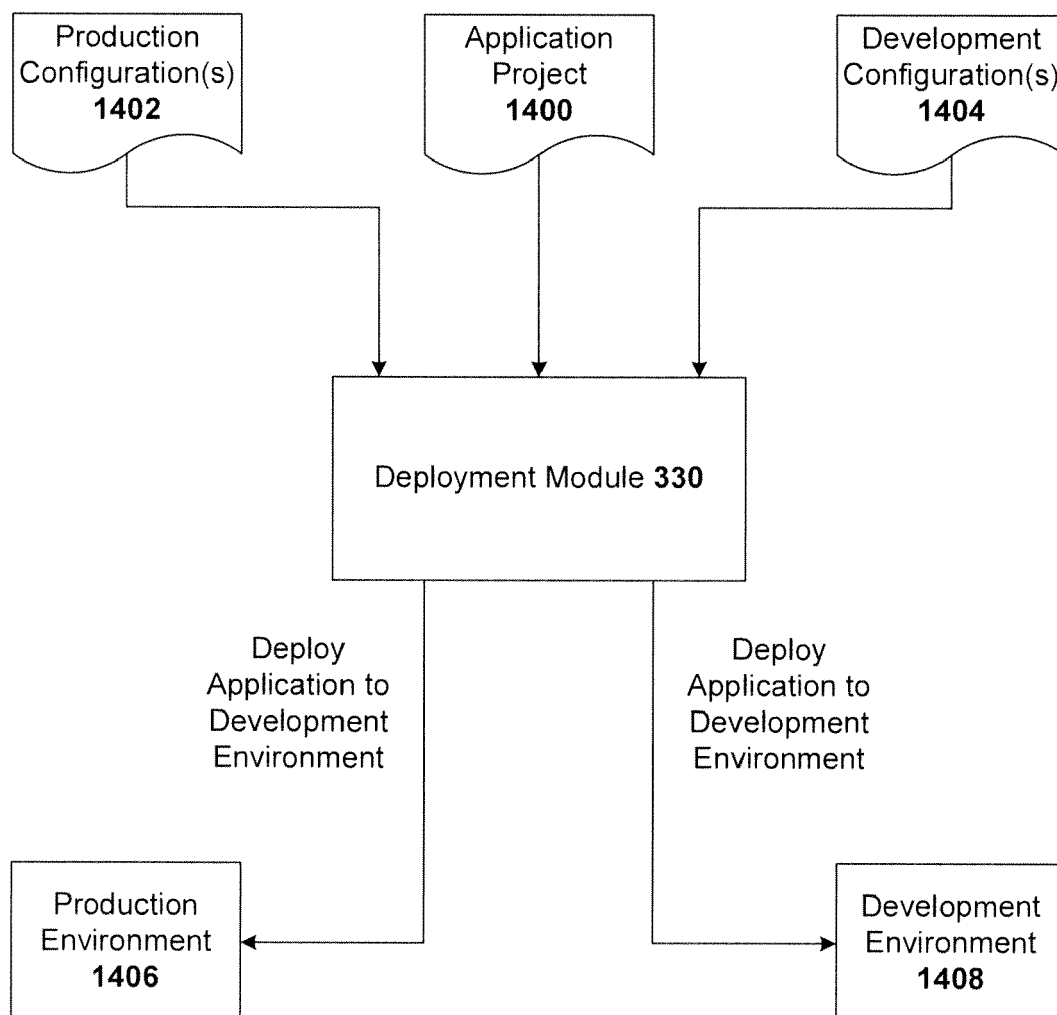 Production
Configuration(s)
1402
Application
Project
1400
Development
Configuration(s)
1404
Deployment Module 330
Deploy
Application to
Development
Environment
Deploy
Application to
Development
Environment
Production
Environment
1406
Development
Environment
1408